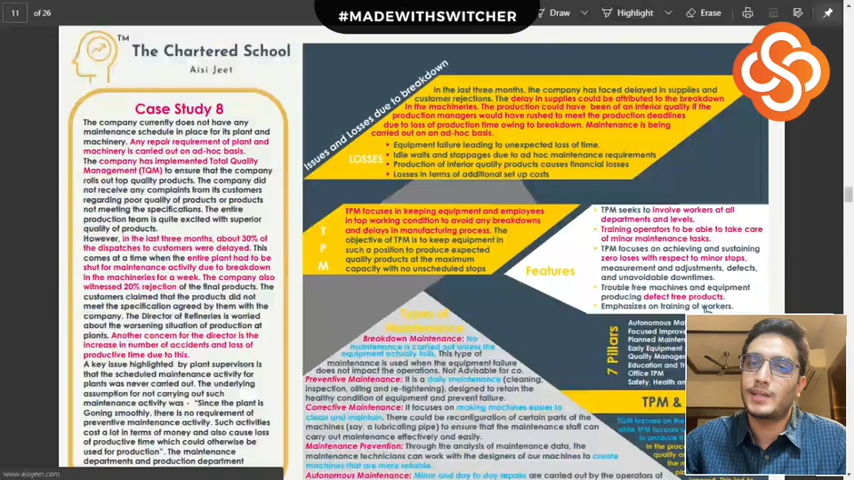 11 of 26
#MADEWITHSWITCHER
Draw
Highlight
Erase
TM
The Chartered School
Aisi Jeet
Case Study 8
The company currently does not have any
maintenance schedule in place for its plant and
machinery. Any repair requirement of plant and
machinery is carried out on an ad-hoc basis.
The company has implemented Total Quality
Management (TQM) to ensure that the company
rolls out top quality products. The company did
not receive any complaints from its customers
regarding poor quality of products or products
not meeting the specifications. The entire
production team is quite excited with superior
quality of products.
However, in the last three months, about 30% of
the dispatches to customers were delayed. This
comes at a time when the entire plant had to be
shut for maintenance activity due to breakdown
in the machineries for a week. The company also
witnessed 20% rejection of the final products. The
customers claimed that the products did not
meet the specification agreed by them with the
company. The Director of Refineries is worried
about the worsening situation of production at
plants. Another concern for the director is the
increase in number of accidents and loss of
productive time due to this.
A key issue highlighted by plant supervisors is
that the scheduled maintenance activity for
plants was never carried out. The underlying
assumption for not carrying out such
maintenance activity was - "Since the plant is
Going smoothly, there is no requirement of
preventive maintenance activity. Such activities
cost a lot in terms of money and also cause loss
of productive time which could otherwise be
used for production". The maintenance
departments and production department
www.aisijeet.com
Issues and Losses due to breakdown
In the last three months, the company has faced delayed in supplies and
customer rejections. The delay in supplies could be attributed to the breakdown
in the machineries. The production could have been of an inferior quality if the
production managers would have rushed to meet the production deadlines
due to loss of production time owing to breakdown. Maintenance is being
carried out on an ad-hoc basis.
LOSSES
Equipment failure leading to unexpected loss of time.
Idle waits and stoppages due to ad hoc maintenance requirements
Production of inferior quality products causes financial losses
Losses in terms of additional set up costs
TPM
TPM focuses in keeping equipment and employees
in top working condition to avoid any breakdowns
and delays in manufacturing process. The
objective of TPM is to keep equipment in
such a position to produce expected
quality products at the maximum
capacity with no unscheduled stops
Features
TPM seeks to involve workers at all
departments and levels.
Training operators to be able to take care
of minor maintenance tasks.
TPM focuses on achieving and sustaining
zero losses with respect to minor stops,
measurement and adjustments, defects,
and unavoidable downtimes.
Trouble free machines and equipment
producing defect free products.
Emphasizes on training of workers.
Types of
Maintenance
Breakdown Maintenance: No
maintenance is carried out unless the
equipment actually fails. This type of
maintenance is used when the equipment failure
does not impact the operations. Not Advisable for co.
Preventive Maintenance: It is a daily maintenance (cleaning,
inspection, oiling and re-tightening), designed to retain the
healthy condition of equipment and prevent failure.
Corrective Maintenance: It focuses on making machines easier to
clean and maintain. There could be reconfiguration of certain parts of the
machines (say, a lubricating pipe) to ensure that the maintenance staff can
carry out maintenance effectively and easily.
Maintenance Prevention: Through the analysis of maintenance data, the
maintenance technicians can work with the designers of our machines to create
machines that are more reliable.
Autonomous Maintenance: Minor and day to day repairs are carried out by the operators of
7 Pillars
Autonomous Ma
Focused Improve
Planned Mainten
Early Equipment
Quality Manage
Education and Tr
Office TPM
Safety, Health an
TPM &
TQM focuses on the
while TPM focuses
to produce
In the proce